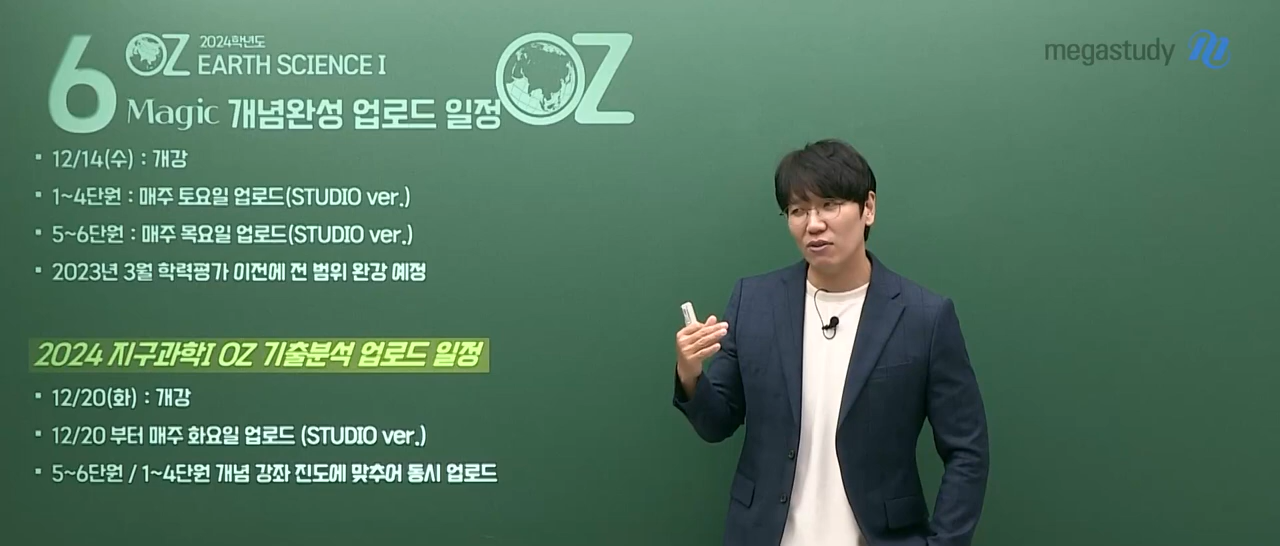 6
OZ 2024학년도
EARTH SCIENCE I
Magic 개념완성 업로드 일정
OZ
megastudy
▪ 12/14(수) : 개강
▪ 1~4단원 : 매주 토요일 업로드(STUDIO ver.)
▪ 5~6단원 : 매주 목요일 업로드(STUDIO ver.)
▪ 2023년 3월 학력평가 이전에 전 범위 완강 예정
2024 지구과학I OZ 기출분석 업로드 일정
▪ 12/20(화) : 개강
▪ 12/20 부터 매주 화요일 업로드 (STUDIO ver.)
▪ 5~6단원 / 1~4단원 개념 강좌 진도에 맞추어 동시 업로드